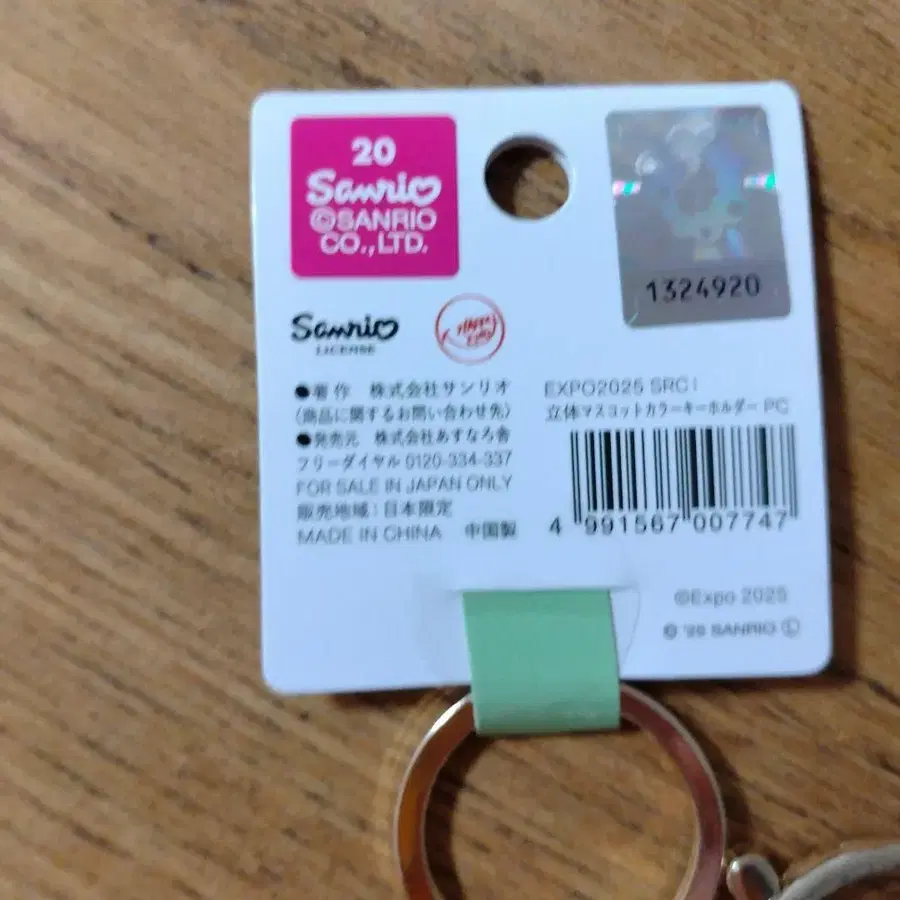 20
Sanrio
©SANRIO
CO.,LTD.
1324920
Sanrio
LICENSE
●著作 株式会社サンリオ
(商品に関するお問い合わせ先)
●発売元 株式会社あすなろ舎
フリーダイヤル 0120-334-337
FOR SALE IN JAPAN ONLY
販売地域:日本限定
MADE IN CHINA 中国製
EXPO2025 SRC
立体マスコットカラーキーホルダー PC
4 991567 007747
©Expo 2025
SANRIO Ⓛ